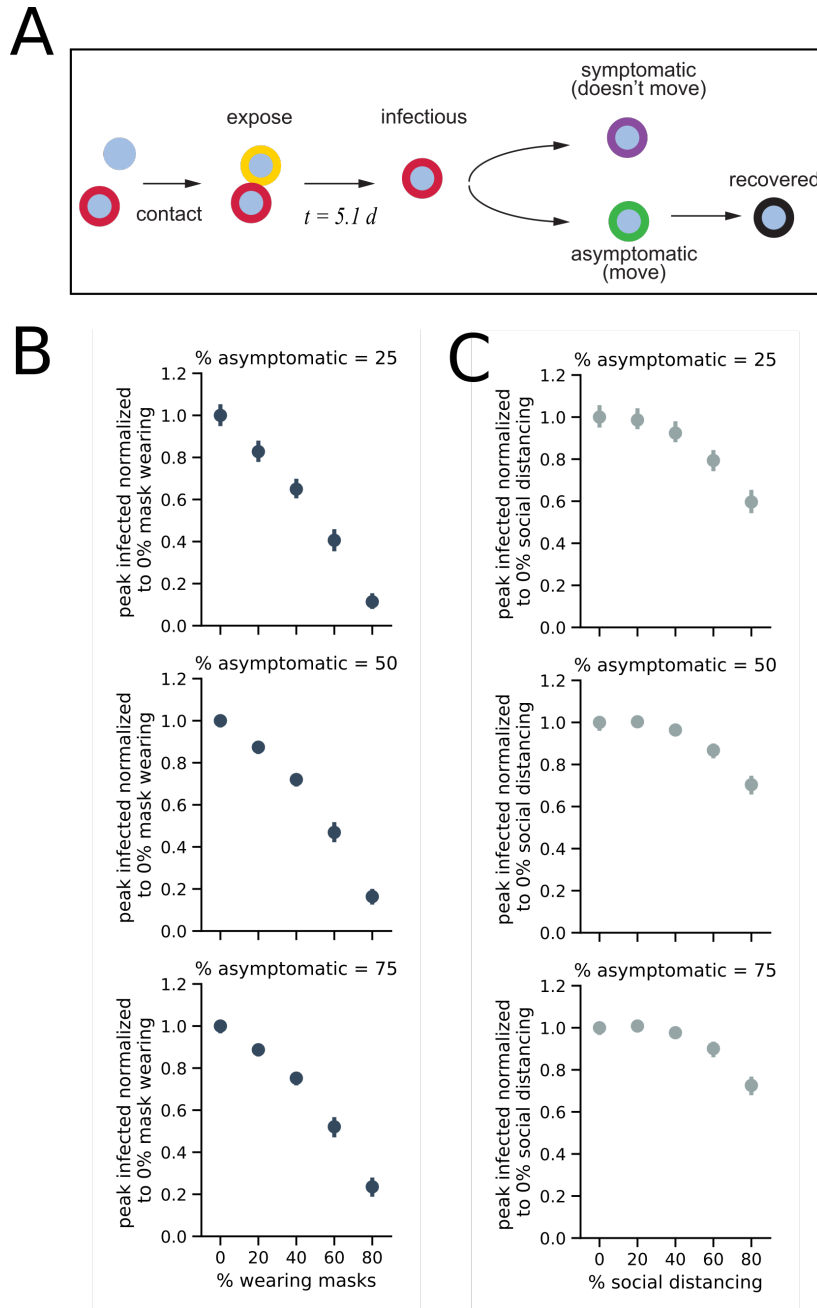 A
symptomatic
(doesn't move)
expose
infectious
contact
t = 5.1 d
recovered
asymptomatic
(move)
B
% asymptomatic = 25
peak infected normalized
to 0% mask wearing
1.2
1.0
0.8
0.6
0.4
0.2
0.0
% asymptomatic = 50
peak infected normalized
to 0% mask wearing
1.2
1.0
0.8
0.6
0.4
0.2
0.0
% asymptomatic = 75
peak infected normalized
to 0% mask wearing
1.2
1.0
0.8
0.6
0.4
0.2
0.0
0 20 40 60 80
% wearing masks
C
% asymptomatic = 25
peak infected normalized
to 0% social distancing
1.2
1.0
0.8
0.6
0.4
0.2
0.0
% asymptomatic = 50
peak infected normalized
to 0% social distancing
1.2
1.0
0.8
0.6
0.4
0.2
0.0
% asymptomatic = 75
peak infected normalized
to 0% social distancing
1.2
1.0
0.8
0.6
0.4
0.2
0.0
0 20 40 60 80
% social distancing